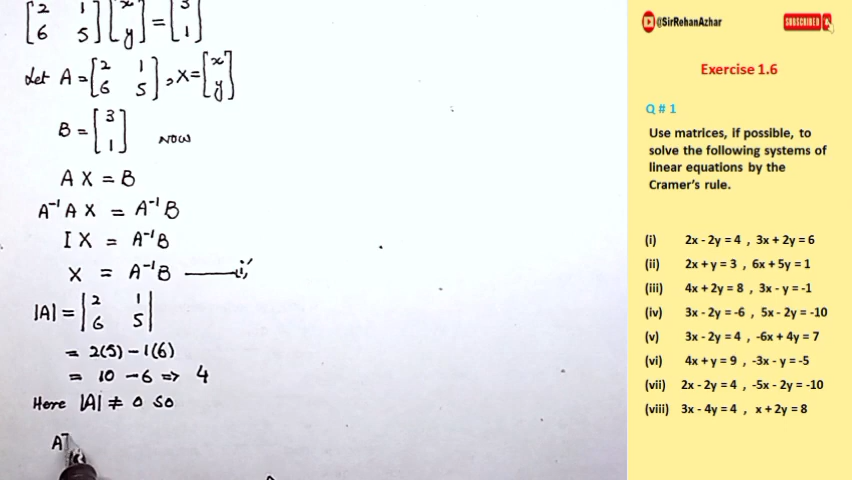 [2 1; 6 5] [x; y] = [3; 1]
Let A = [2 1; 6 5], X = [x; y]
B = [3; 1] NOW
A X = B
A⁻¹A X = A⁻¹B
I X = A⁻¹B
X = A⁻¹B ——— i,
|A| = |2 1; 6 5|
= 2(5) - 1(6)
= 10 - 6 => 4
Here |A| ≠ 0 so
@SirRehanAzhar
SUBSCRIBED
Exercise 1.6
Q # 1
Use matrices, if possible, to
solve the following systems of
linear equations by the
Cramer's rule.
(i) 2x - 2y = 4 , 3x + 2y = 6
(ii) 2x + y = 3 , 6x + 5y = 1
(iii) 4x + 2y = 8 , 3x - y = -1
(iv) 3x - 2y = -6 , 5x - 2y = -10
(v) 3x - 2y = 4 , -6x + 4y = 7
(vi) 4x + y = 9 , -3x - y = -5
(vii) 2x - 2y = 4 , -5x - 2y = -10
(viii) 3x - 4y = 4 , x + 2y = 8